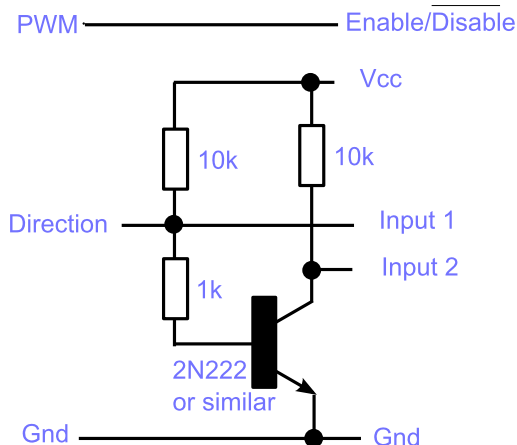 PWM
Enable/Disable
Vcc
10k
10k
Direction
Input 1
Input 2
1k
2N222
or similar
Gnd
Gnd